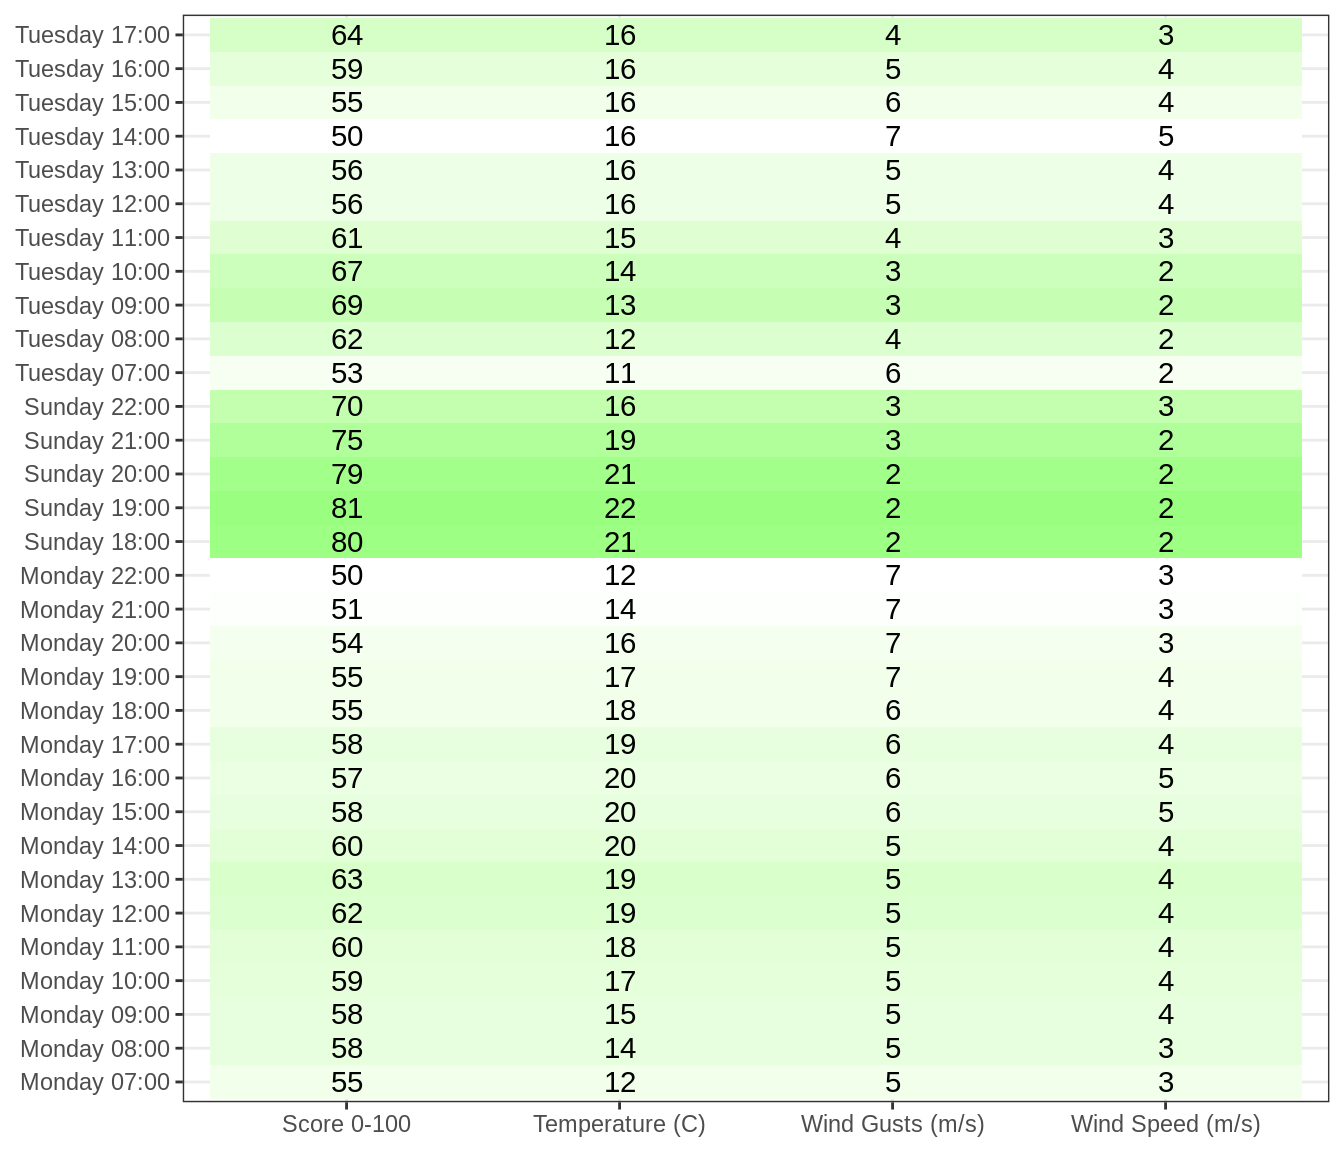 Tuesday 17:00 64 16 4 3
Tuesday 16:00 59 16 5 4
Tuesday 15:00 55 16 6 4
Tuesday 14:00 50 16 7 5
Tuesday 13:00 56 16 5 4
Tuesday 12:00 56 16 5 4
Tuesday 11:00 61 15 4 3
Tuesday 10:00 67 14 3 2
Tuesday 09:00 69 13 3 2
Tuesday 08:00 62 12 4 2
Tuesday 07:00 53 11 6 2
Sunday 22:00 70 16 3 3
Sunday 21:00 75 19 3 2
Sunday 20:00 79 21 2 2
Sunday 19:00 81 22 2 2
Sunday 18:00 80 21 2 2
Monday 22:00 50 12 7 3
Monday 21:00 51 14 7 3
Monday 20:00 54 16 7 3
Monday 19:00 55 17 7 4
Monday 18:00 55 18 6 4
Monday 17:00 58 19 6 4
Monday 16:00 57 20 6 5
Monday 15:00 58 20 6 5
Monday 14:00 60 20 5 4
Monday 13:00 63 19 5 4
Monday 12:00 62 19 5 4
Monday 11:00 60 18 5 4
Monday 10:00 59 17 5 4
Monday 09:00 58 15 5 4
Monday 08:00 58 14 5 3
Monday 07:00 55 12 5 3
Score 0-100 Temperature (C) Wind Gusts (m/s) Wind Speed (m/s)